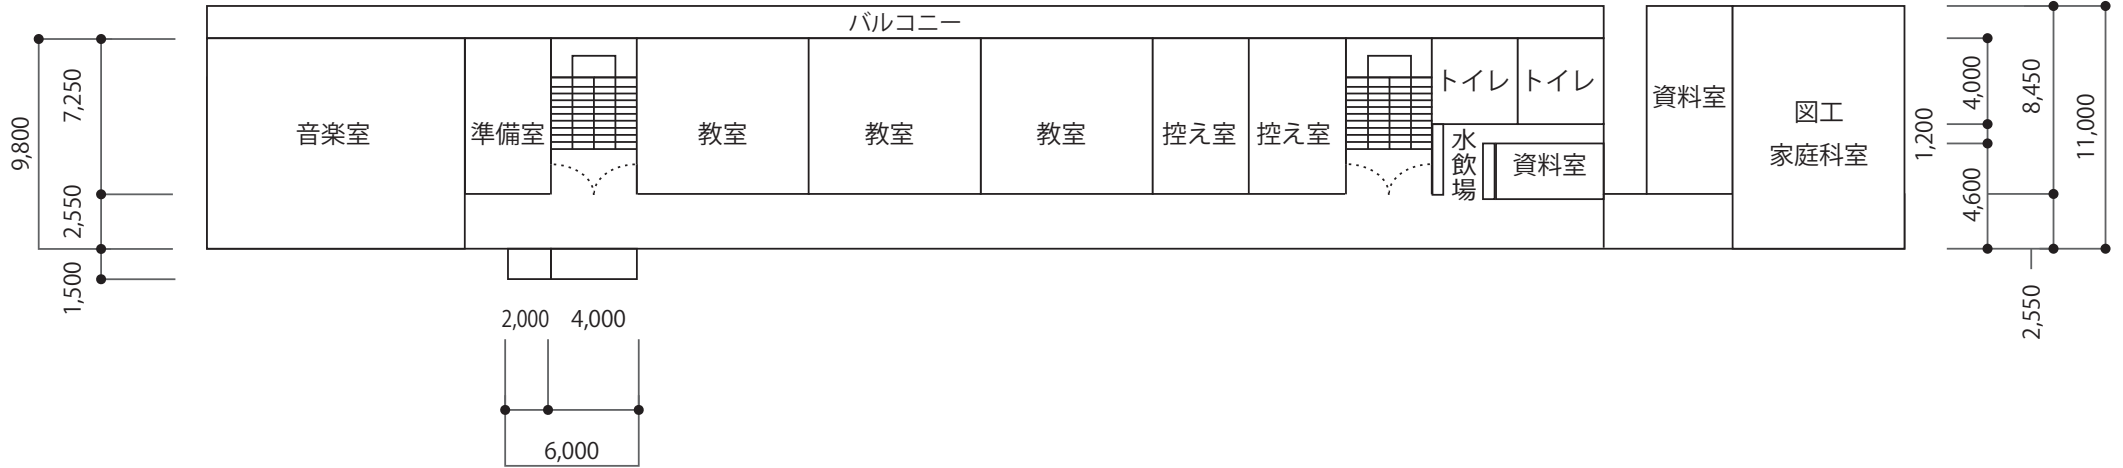 バルコニー
音楽室
準備室
教室
教室
教室
控え室
控え室
トイレ
トイレ
水飲場
資料室
資料室
図工
家庭科室
9,800
7,250
2,550
1,500
2,000
4,000
6,000
1,200
4,000
4,600
8,450
2,550
11,000